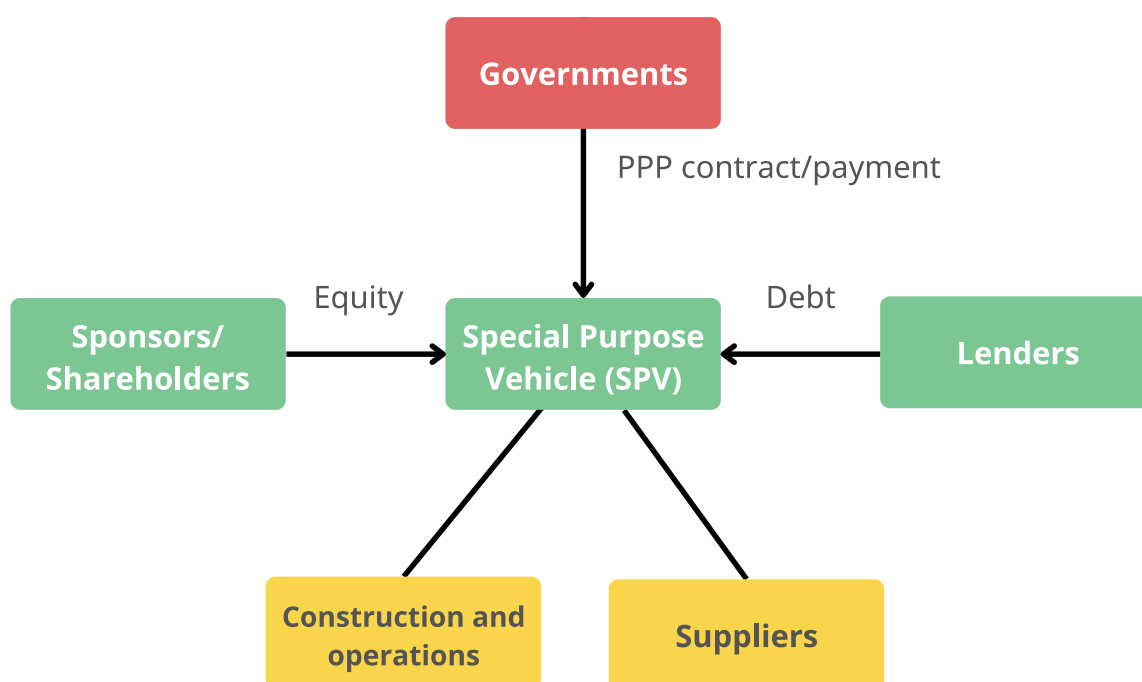 Governments
PPP contract/payment
Equity
Debt
Sponsors/
Shareholders
Special Purpose
Vehicle (SPV)
Lenders
Construction and
operations
Suppliers